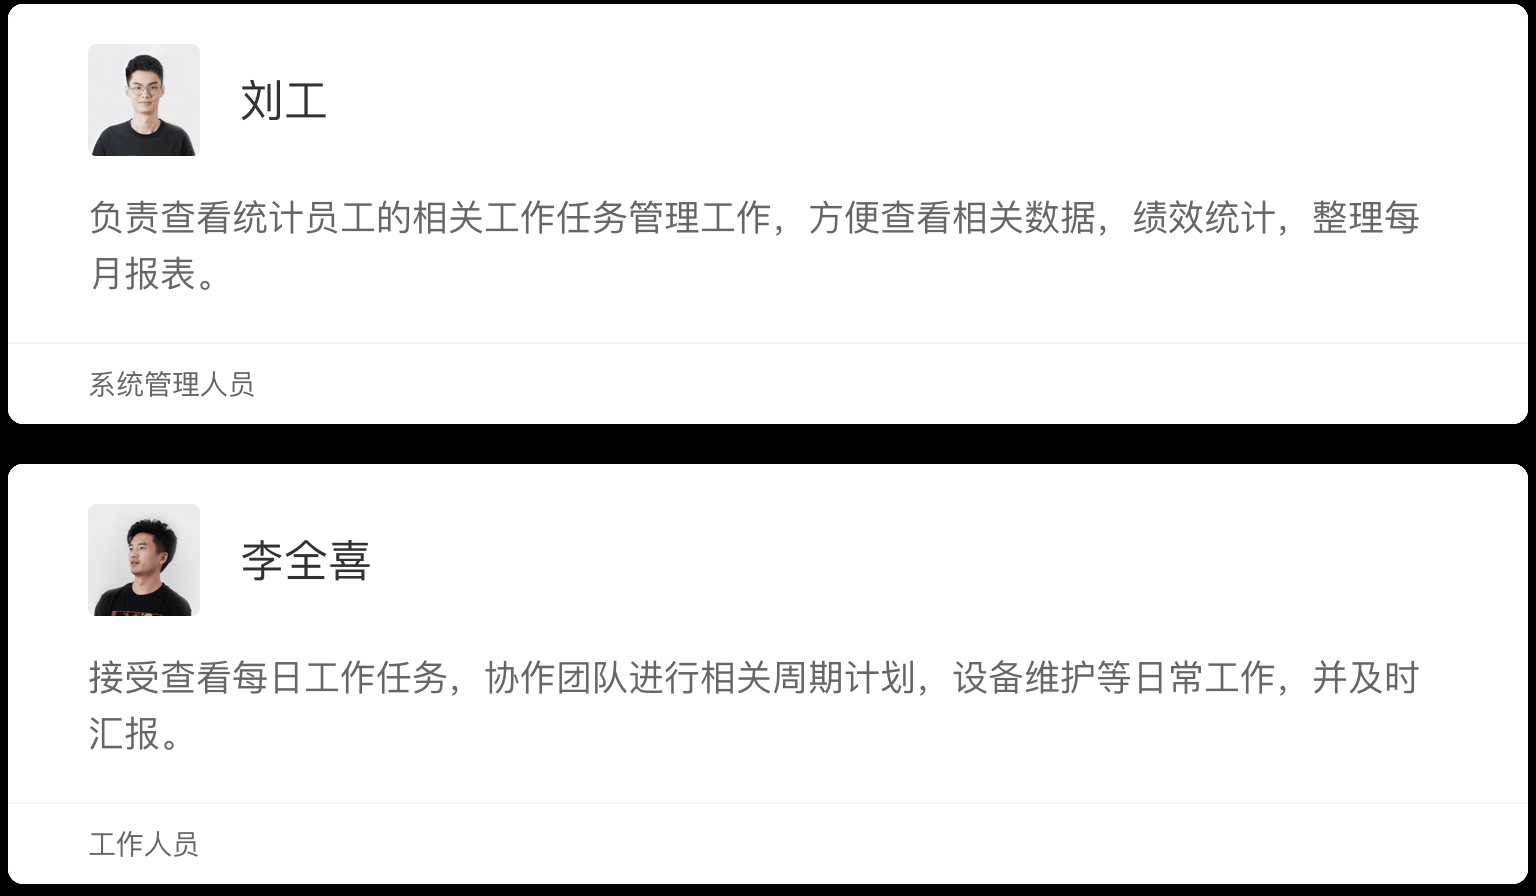 刘工
负责查看统计员工的相关工作任务管理工作，方便查看相关数据，绩效统计，整理每
月报表。
系统管理人员
李全喜
接受查看每日工作任务，协作团队进行相关周期计划，设备维护等日常工作，并及时
汇报。
工作人员